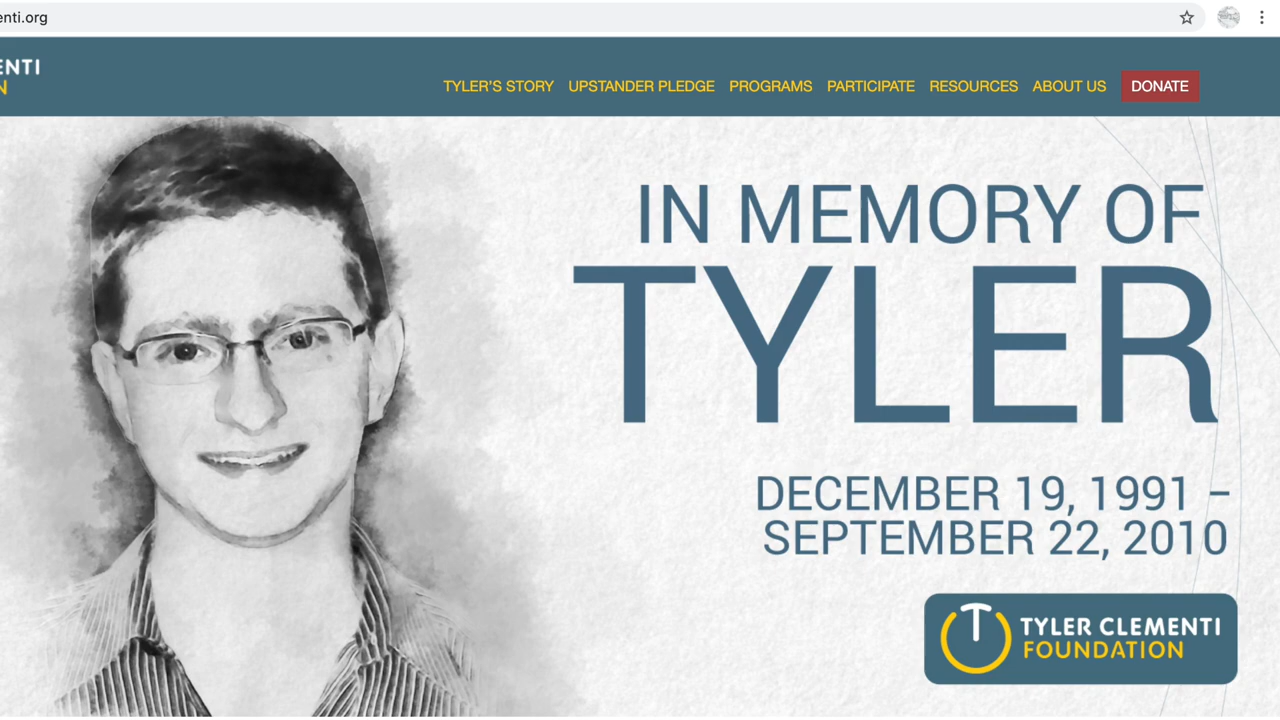 enti.org
ENTI
N
TYLER'S STORY UPSTANDER PLEDGE PROGRAMS PARTICIPATE RESOURCES ABOUT US DONATE
IN MEMORY OF
TYLER
DECEMBER 19, 1991 –
SEPTEMBER 22, 2010
TYLER CLEMENTI
FOUNDATION